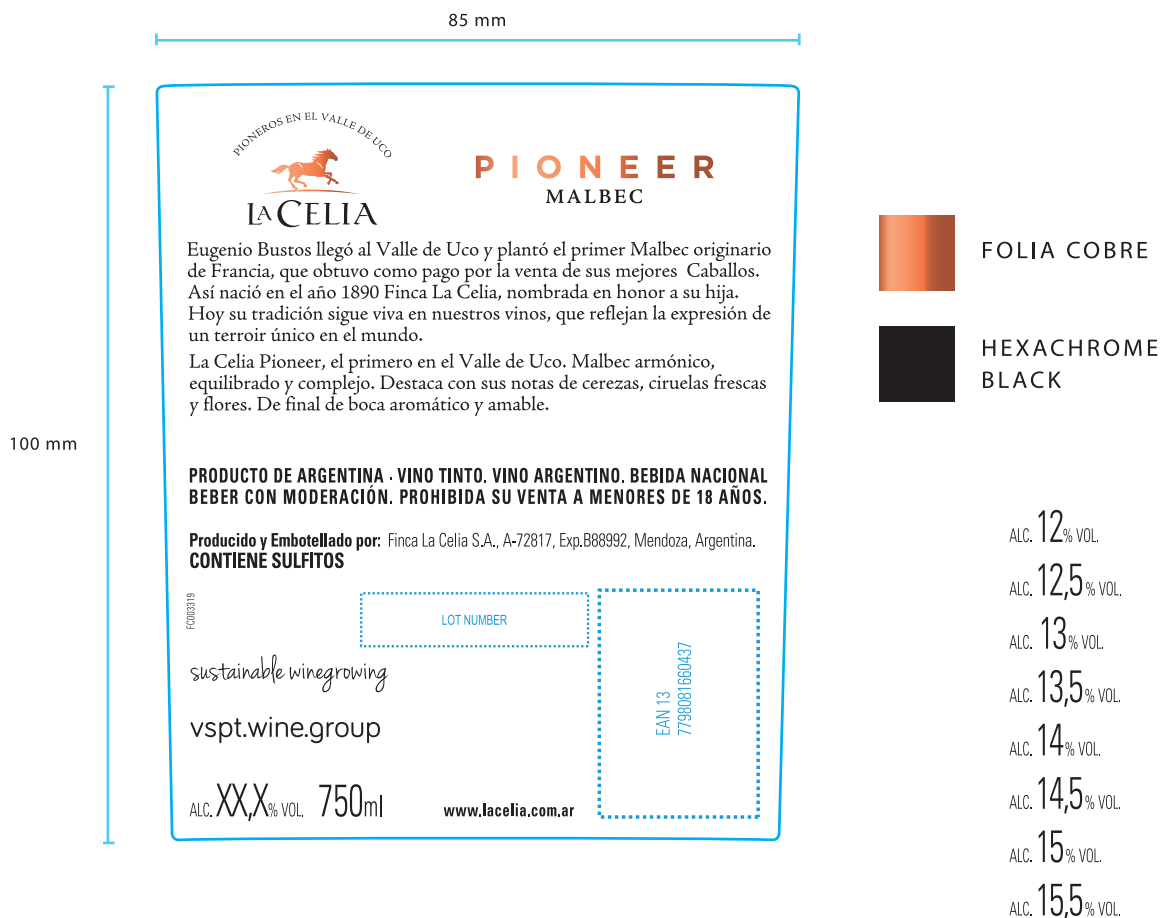 85 mm
100 mm
PIONEROS EN EL VALLE DE UCO
LA CELIA
PIONEER
MALBEC
Eugenio Bustos llegó al Valle de Uco y plantó el primer Malbec originario
de Francia, que obtuvo como pago por la venta de sus mejores Caballos.
Así nació en el año 1890 Finca La Celia, nombrada en honor a su hija.
Hoy su tradición sigue viva en nuestros vinos, que reflejan la expresión de
un terroir único en el mundo.
La Celia Pioneer, el primero en el Valle de Uco. Malbec armónico,
equilibrado y complejo. Destaca con sus notas de cerezas, ciruelas frescas
y flores. De final de boca aromático y amable.
PRODUCTO DE ARGENTINA · VINO TINTO. VINO ARGENTINO. BEBIDA NACIONAL
BEBER CON MODERACIÓN. PROHIBIDA SU VENTA A MENORES DE 18 AÑOS.
Producido y Embotellado por: Finca La Celia S.A., A-72817, Exp.B88992, Mendoza, Argentina.
CONTIENE SULFITOS
FC003319
LOT NUMBER
sustainable winegrowing
vspt.wine.group
EAN 13
7798081660437
ALC. XX,X% VOL. 750ml
www.lacelia.com.ar
FOLIA COBRE
HEXACHROME
BLACK
ALC. 12% VOL.
ALC. 12,5% VOL.
ALC. 13% VOL.
ALC. 13,5% VOL.
ALC. 14% VOL.
ALC. 14,5% VOL.
ALC. 15% VOL.
ALC. 15,5% VOL.